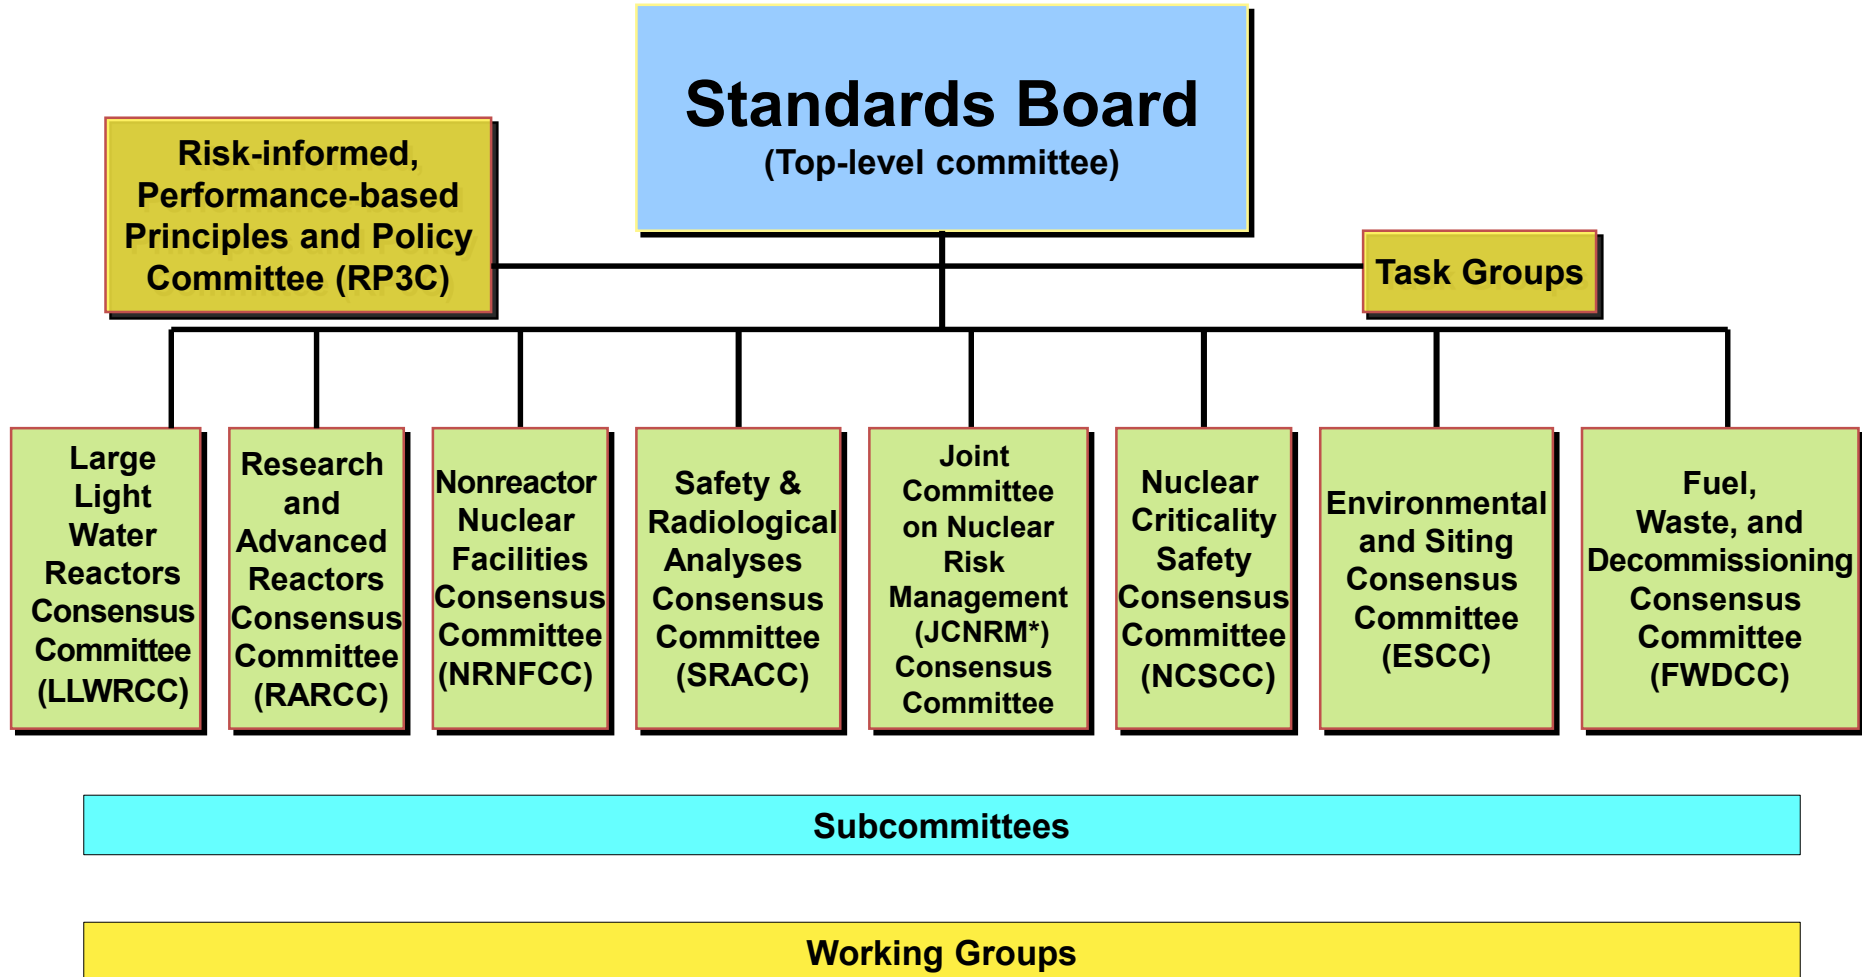 Standards Board
(Top-level committee)
Risk-informed,
Performance-based
Principles and Policy
Committee (RP3C)
Task Groups
Large
Light
Water
Reactors
Consensus
Committee
(LLWRCC)
Research
and
Advanced
Reactors
Consensus
Committee
(RARCC)
Nonreactor
Nuclear
Facilities
Consensus
Committee
(NRNFCC)
Safety &
Radiological
Analyses
Consensus
Committee
(SRACC)
Joint
Committee
on Nuclear
Risk
Management
(JCNRM*)
Consensus
Committee
Nuclear
Criticality
Safety
Consensus
Committee
(NCSCC)
Environmental
and Siting
Consensus
Committee
(ESCC)
Fuel,
Waste, and
Decommissioning
Consensus
Committee
(FWDCC)
Subcommittees
Working Groups